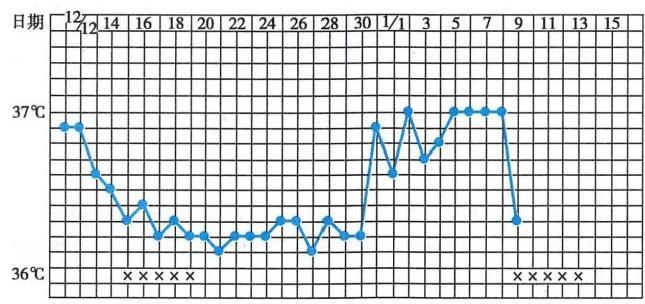 日期 12/12 14 16 18 20 22 24 26 28 30 1/1 3 5 7 9 11 13 15
37℃
36℃ × × × × × × × × × ×